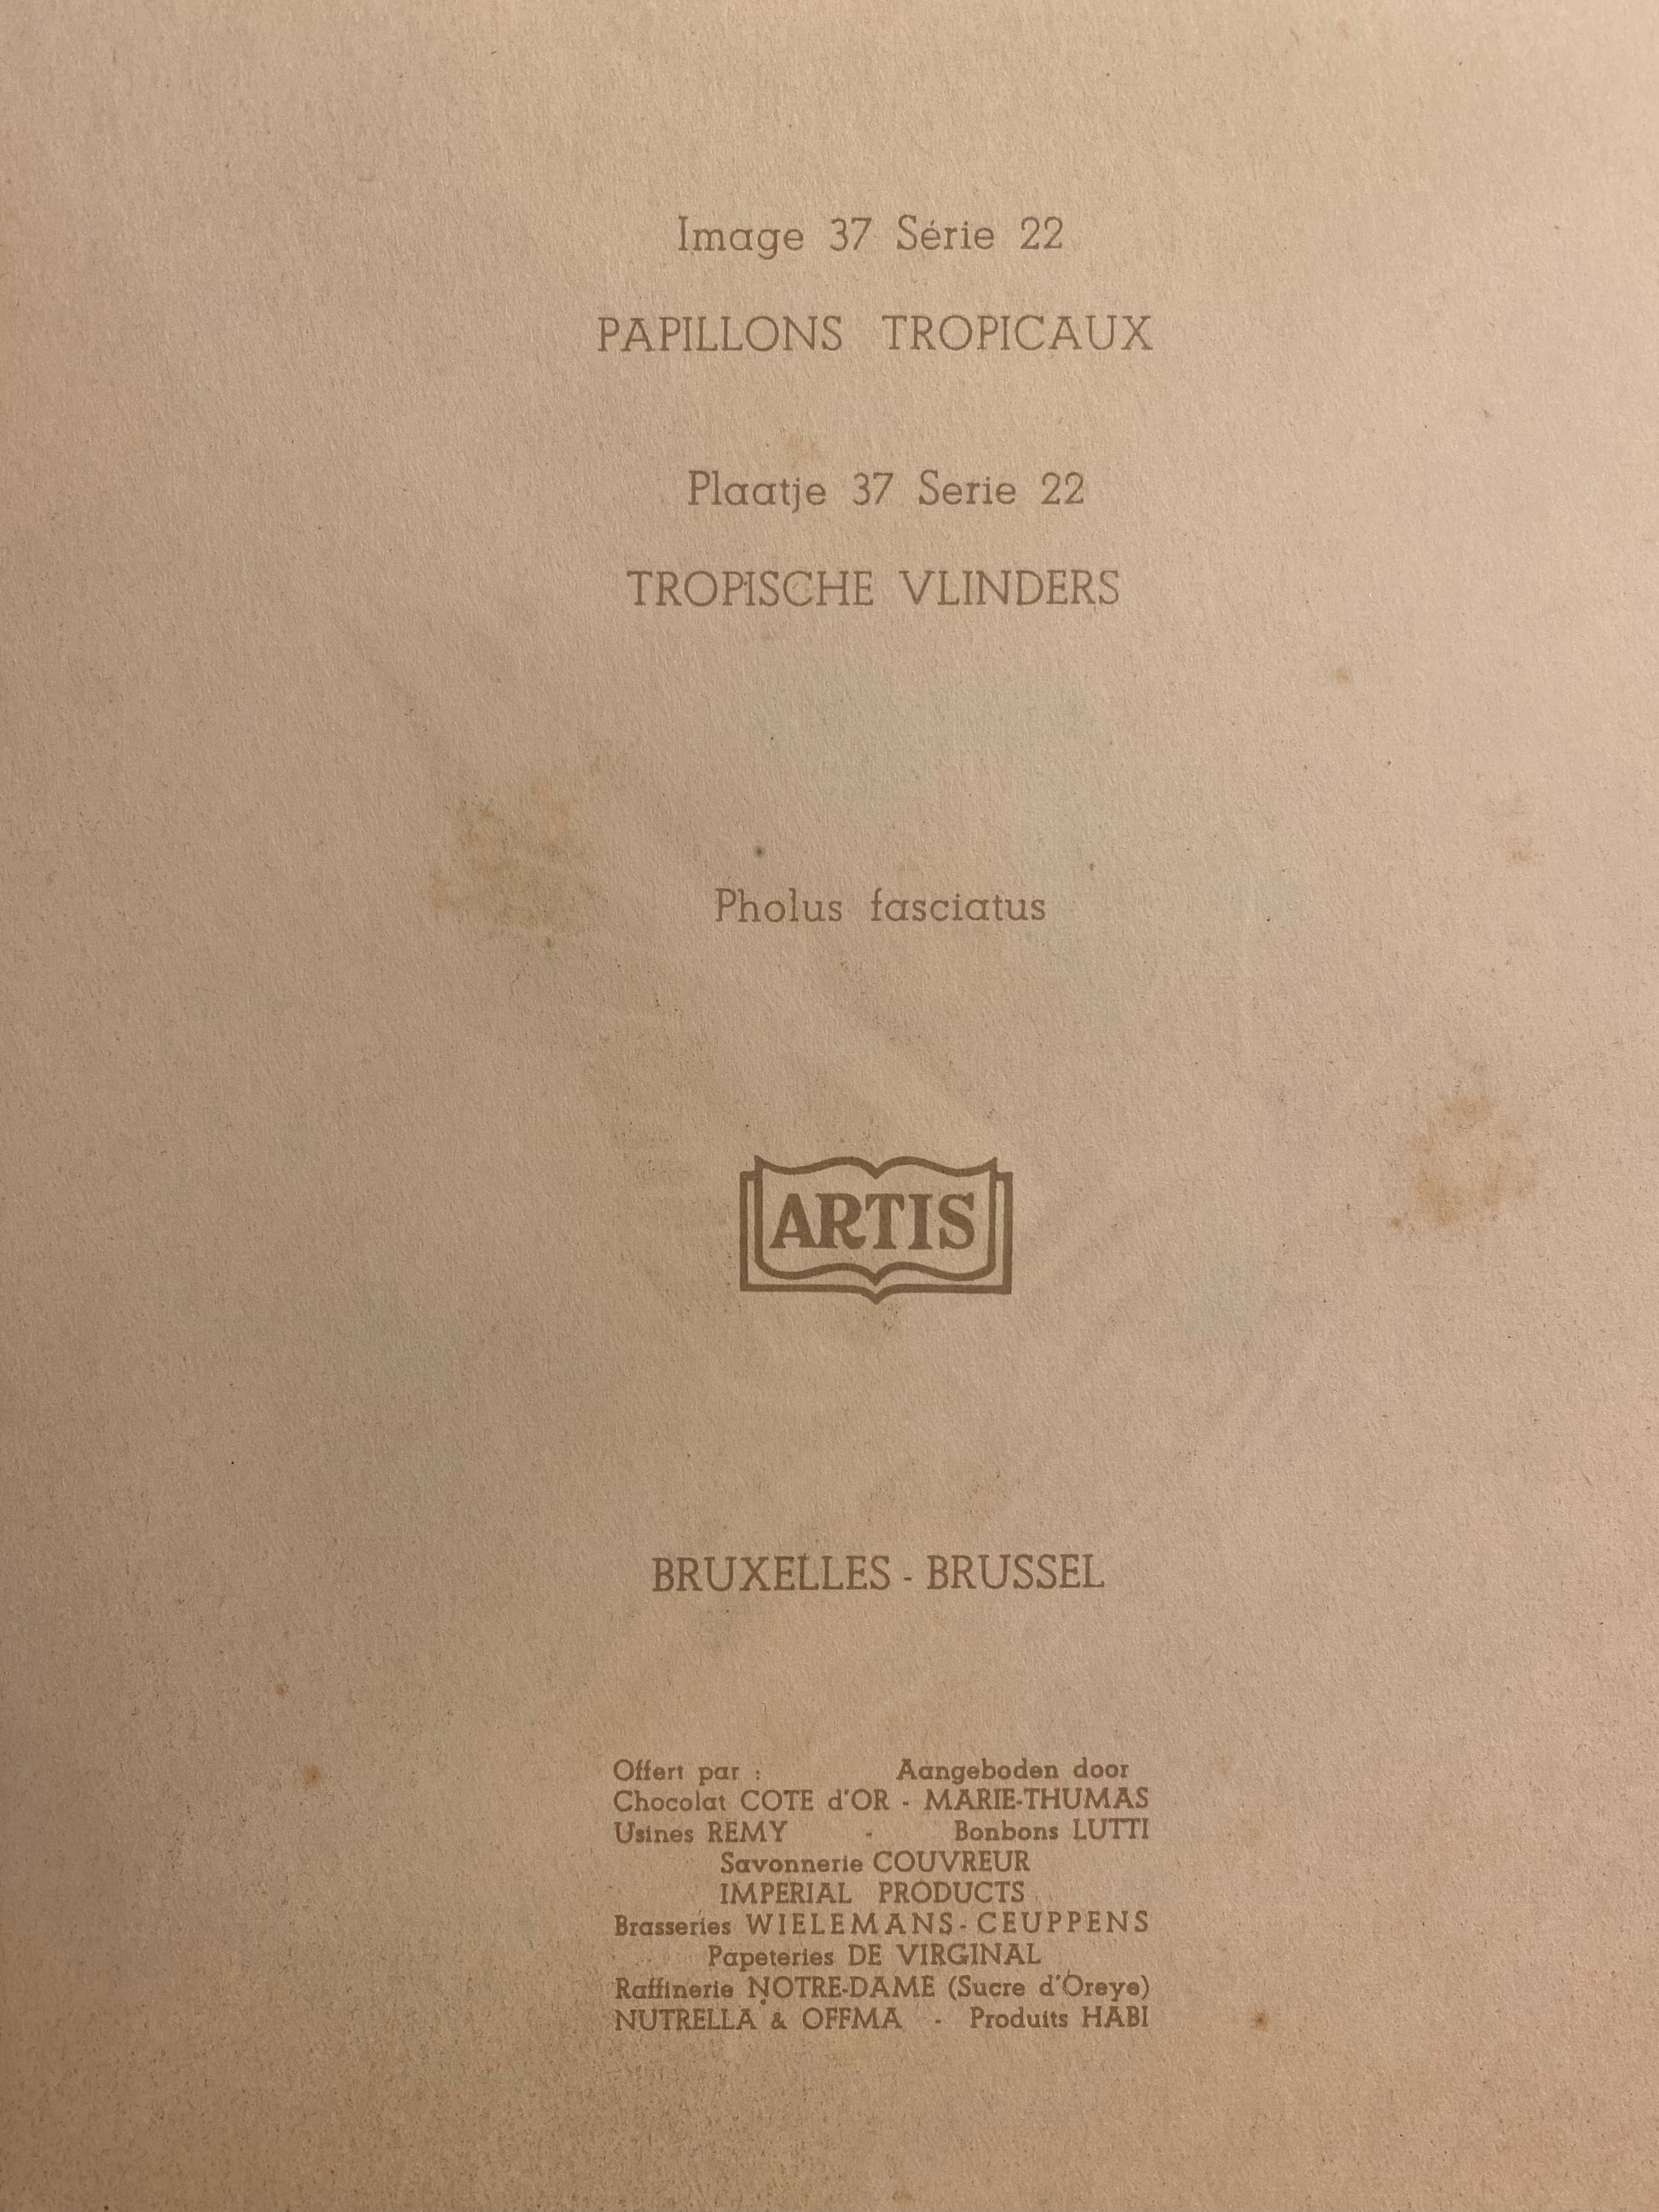 Image 37 Série 22
PAPILLONS TROPICAUX
Plaatje 37 Serie 22
TROPISCHE VLINDERS
Pholus fasciatus
ARTIS
BRUXELLES - BRUSSEL
Offert par : Aangeboden door
Chocolat COTE d'OR - MARIE-THUMAS
Usines REMY - Bonbons LUTTI
Savonnerie COUVREUR
IMPERIAL PRODUCTS
Brasseries WIELEMANS-CEUPPENS
Papeteries DE VIRGINAL
Raffinerie NOTRE-DAME (Sucre d'Oreye)
NUTRELLA & OFFMA - Produits HABI